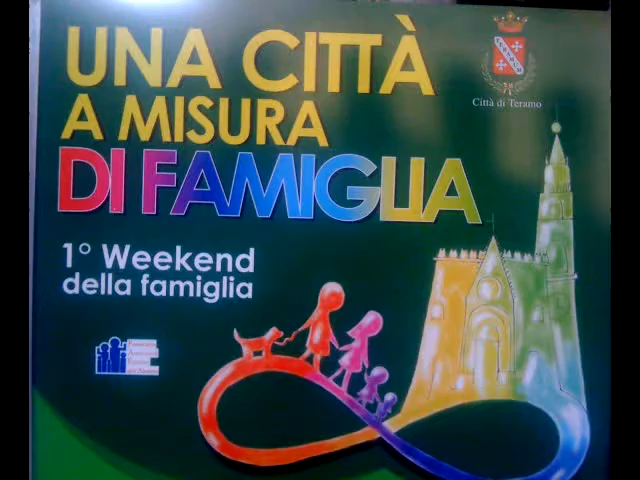 UNA CITTÀ
A MISURA
DI FAMIGLIA
Città di Teramo
1° Weekend
della famiglia